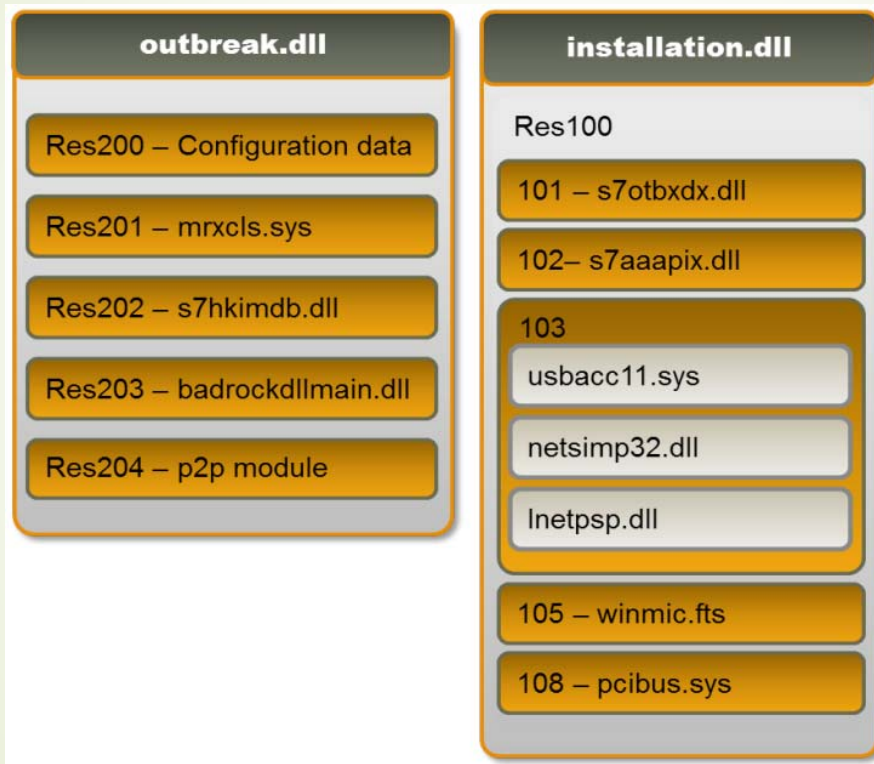 outbreak.dll
Res200 – Configuration data
Res201 – mrxcls.sys
Res202 – s7hkimdb.dll
Res203 – badrockdllmain.dll
Res204 – p2p module
installation.dll
Res100
101 – s7otbxdx.dll
102– s7aaapix.dll
103
usbacc11.sys
netsimp32.dll
lnetpsp.dll
105 – winmic.fts
108 – pcibus.sys